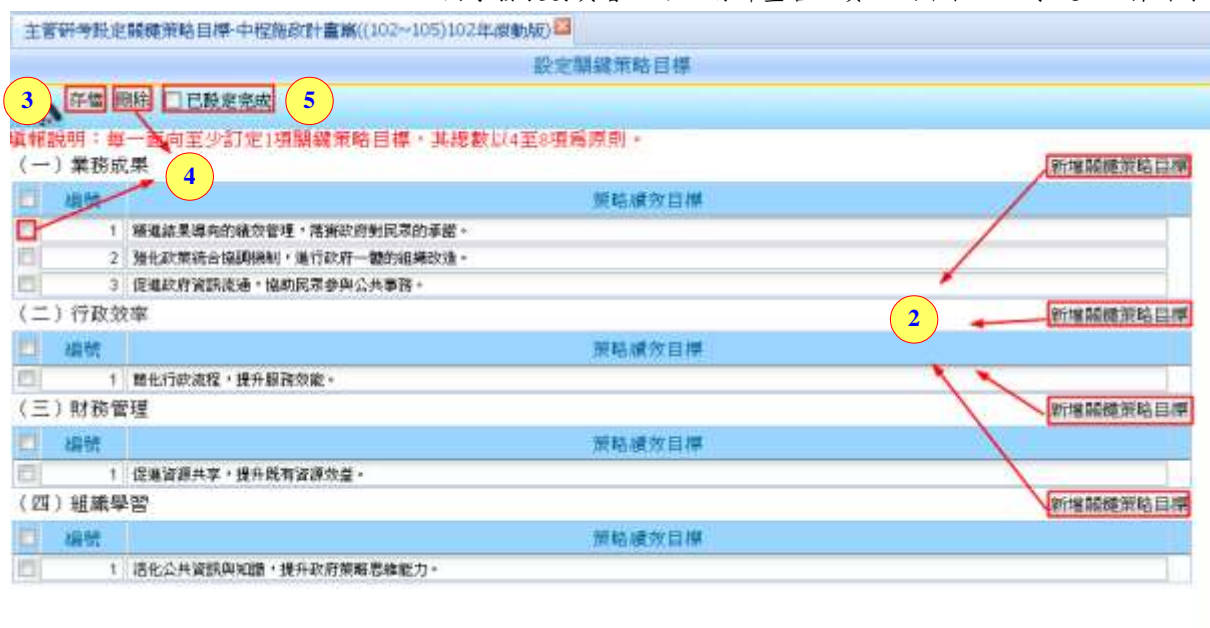 主管研考設定關鍵策略目標-中程施政計畫篇((102~105)102年滾動版)
設定關鍵策略目標
3 存檔 刪除 已設定完成 5
填報說明：每一面向至少訂定1項關鍵策略目標，其總數以4至8項為原則。
(一) 業務成果 4 新增關鍵策略目標
編號 策略績效目標
1 精進結果導向的績效管理，落實政府對民眾的承諾。
2 強化政策統合協調機制，進行政府一體的組織改造。
3 促進政府資訊流通，協助民眾參與公共事務。
(二) 行政效率 2 新增關鍵策略目標
編號 策略績效目標
1 簡化行政流程，提升服務效能。
(三) 財務管理 新增關鍵策略目標
編號 策略績效目標
1 促進資源共享，提升既有資源效益。
(四) 組織學習 新增關鍵策略目標
編號 策略績效目標
1 活化公共資訊與知識，提升政府策略思維能力。